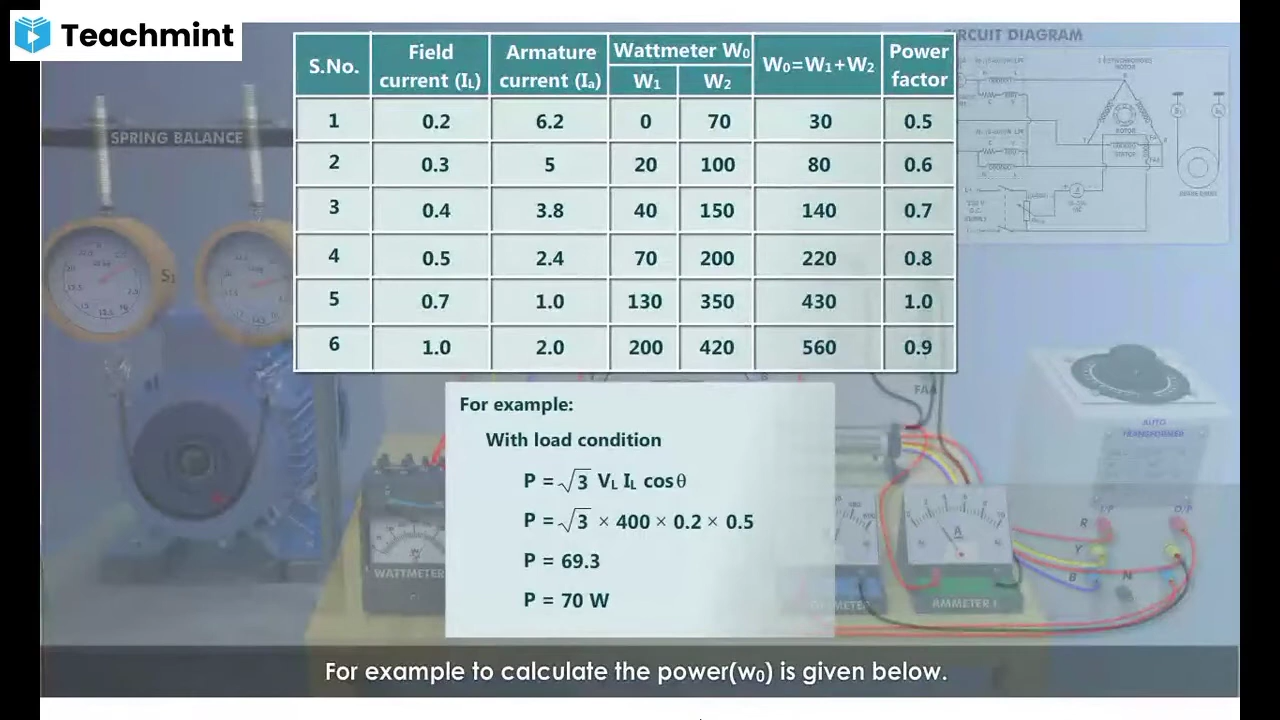 Teachmint
CIRCUIT DIAGRAM
SPRING BALANCE
S.No. Field current (IL) Armature current (Ia) Wattmeter W0 W1 W2 W0=W1+W2 Power factor
1 0.2 6.2 0 70 30 0.5
2 0.3 5 20 100 80 0.6
3 0.4 3.8 40 150 140 0.7
4 0.5 2.4 70 200 220 0.8
5 0.7 1.0 130 350 430 1.0
6 1.0 2.0 200 420 560 0.9
S1
For example:
With load condition
P = √3 VL IL cosθ
P = √3 × 400 × 0.2 × 0.5
P = 69.3
P = 70 W
FAA
AUTO
TRANSFORMER
I/P O/P
R
Y
B N
A
WATTMETER
AMMETER 1
For example to calculate the power(w0) is given below.